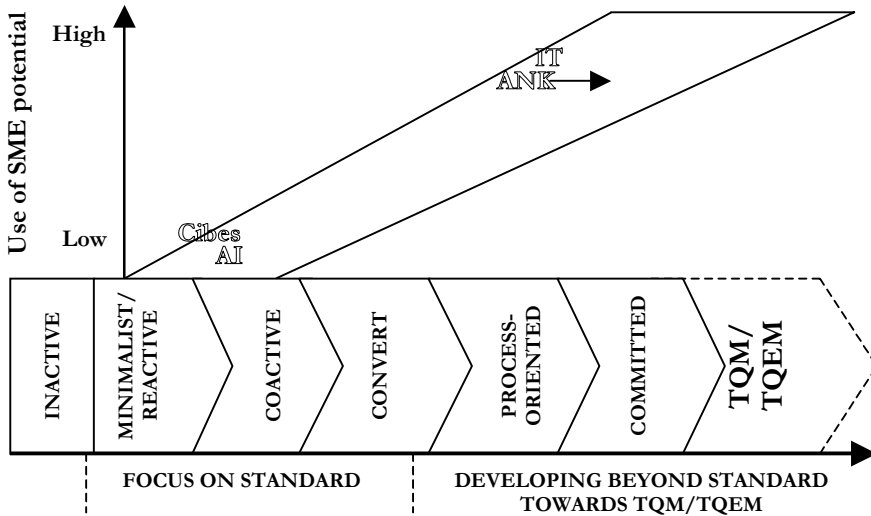 High
Use of SME potential
Low
IT
ANK
Cibes
AI
INACTIVE
MINIMALIST/
REACTIVE
COACTIVE
CONVERT
PROCESS-
ORIENTED
COMMITTED
TQM/
TQEM
FOCUS ON STANDARD
DEVELOPING BEYOND STANDARD
TOWARDS TQM/TQEM